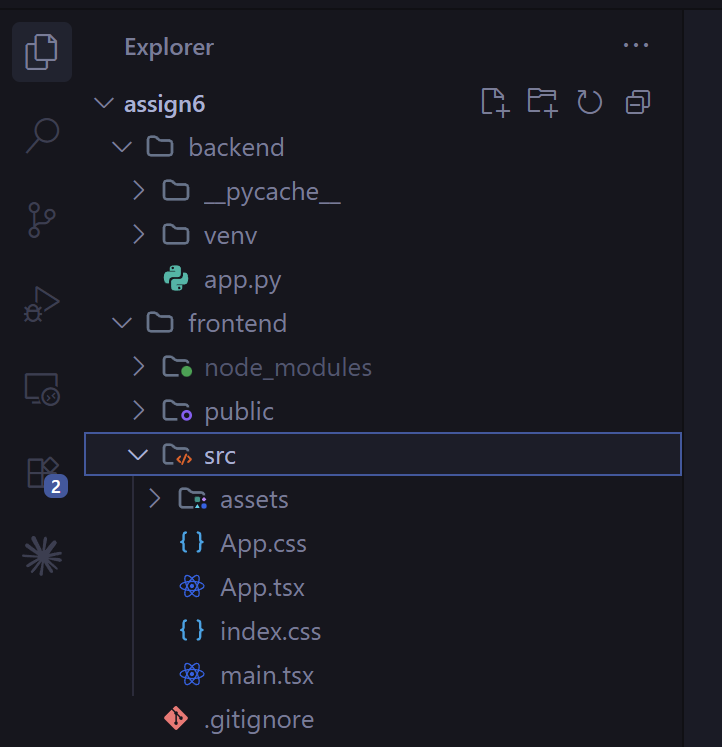 Explorer
assign6
backend
__pycache__
venv
app.py
frontend
node_modules
public
src
assets
App.css
App.tsx
index.css
main.tsx
.gitignore
2